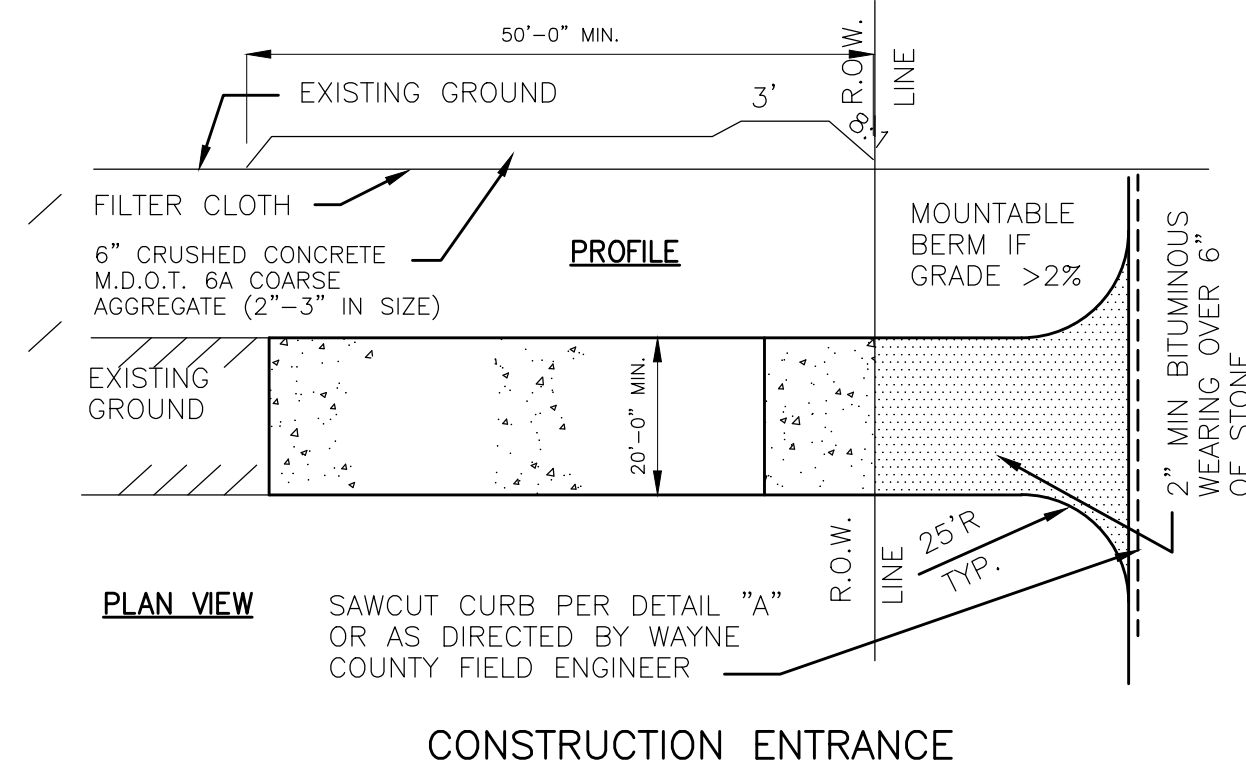 50'-0" MIN.
R.O.W.
LINE
EXISTING GROUND
3'
8:1
FILTER CLOTH
6" CRUSHED CONCRETE
M.D.O.T. 6A COARSE
AGGREGATE (2"-3" IN SIZE)
PROFILE
MOUNTABLE
BERM IF
GRADE >2%
2" MIN BITUMINOUS
WEARING OVER 6"
OF STONE
EXISTING
GROUND
20'-0" MIN.
R.O.W.
LINE
25'R
TYP.
PLAN VIEW
SAWCUT CURB PER DETAIL "A"
OR AS DIRECTED BY WAYNE
COUNTY FIELD ENGINEER
CONSTRUCTION ENTRANCE